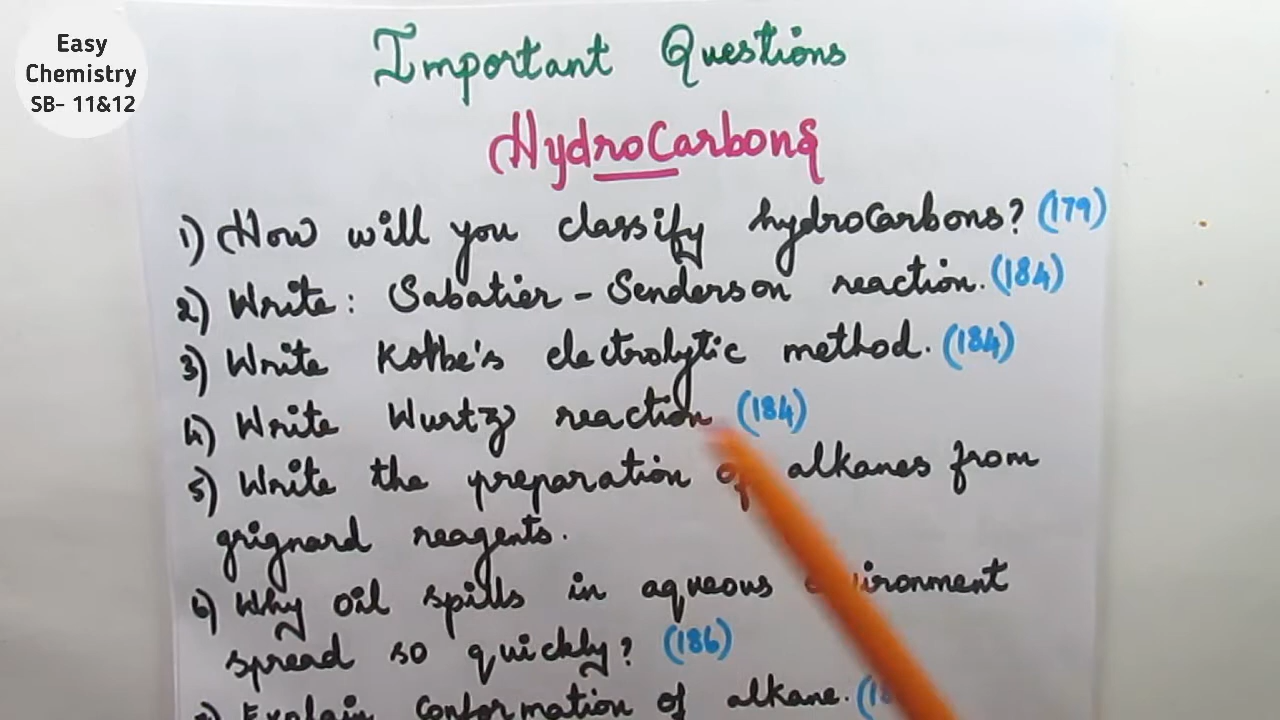 Easy
Chemistry
SB- 11&12
Important Questions
HydroCarbons
1) How will you classify hydroCarbons? (179)
2) Write: Sabatier - Senderson reaction. (184)
3) Write Kolbe's electrolytic method. (184)
4) Write Wurtz reaction (184)
5) Write the preparation of alkanes from
grignard reagents.
6) Why oil spills in aqueous environment
spread so quickly? (186)
7) Explain conformation of alkane.